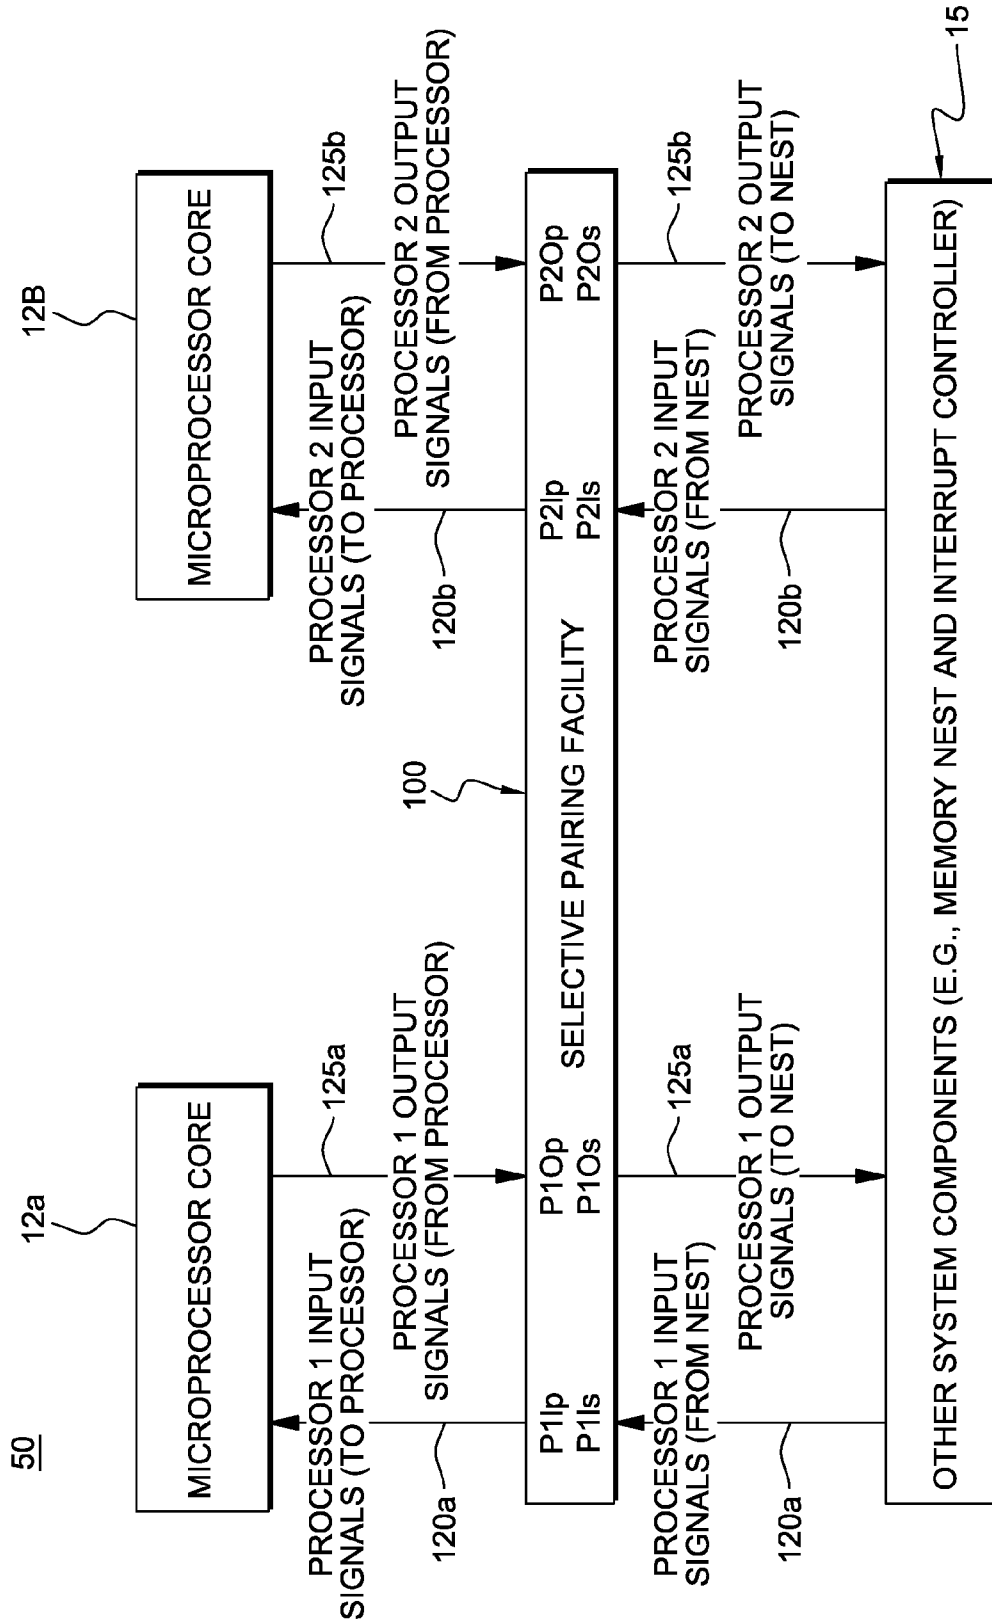 50
12a
12B
MICROPROCESSOR CORE
MICROPROCESSOR CORE
PROCESSOR 1 INPUT
SIGNALS (TO PROCESSOR)
125a
PROCESSOR 1 OUTPUT
SIGNALS (FROM PROCESSOR)
120a
PROCESSOR 2 INPUT
SIGNALS (TO PROCESSOR)
125b
PROCESSOR 2 OUTPUT
SIGNALS (FROM PROCESSOR)
120b
100
P1Ip
P1Is
P1Op
P1Os
SELECTIVE PAIRING FACILITY
P2Ip
P2Is
P2Op
P2Os
PROCESSOR 1 INPUT
SIGNALS (FROM NEST)
125a
PROCESSOR 1 OUTPUT
SIGNALS (TO NEST)
120a
PROCESSOR 2 INPUT
SIGNALS (FROM NEST)
125b
PROCESSOR 2 OUTPUT
SIGNALS (TO NEST)
120b
OTHER SYSTEM COMPONENTS (E.G., MEMORY NEST AND INTERRUPT CONTROLLER)
15